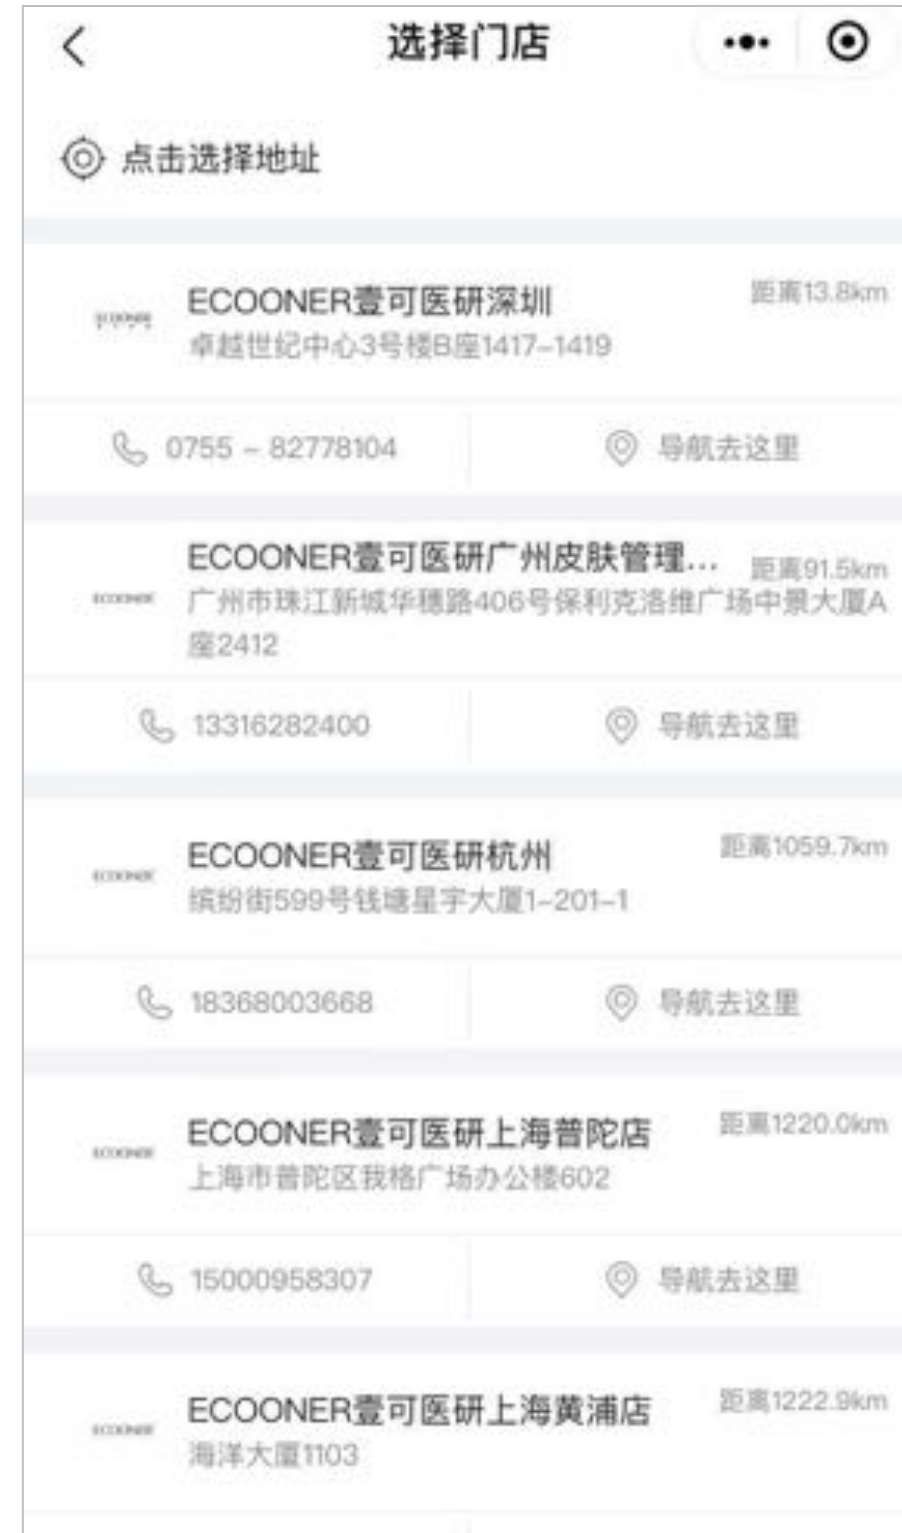 选择门店
点击选择地址
ECOONER壹可医研深圳
距离13.8km
卓越世纪中心3号楼B座1417-1419
0755 - 82778104
导航去这里
ECOONER壹可医研广州皮肤管理...
距离91.5km
ECOONER
广州市珠江新城华穗路406号保利克洛维广场中景大厦A
座2412
13316282400
导航去这里
ECOONER壹可医研杭州
距离1059.7km
ECOONER
缤纷街599号钱塘星宇大厦1-201-1
18368003668
导航去这里
ECOONER壹可医研上海普陀店
距离1220.0km
ECOONER
上海市普陀区我格广场办公楼602
15000958307
导航去这里
ECOONER壹可医研上海黄浦店
距离1222.9km
ECOONER
海洋大厦1103